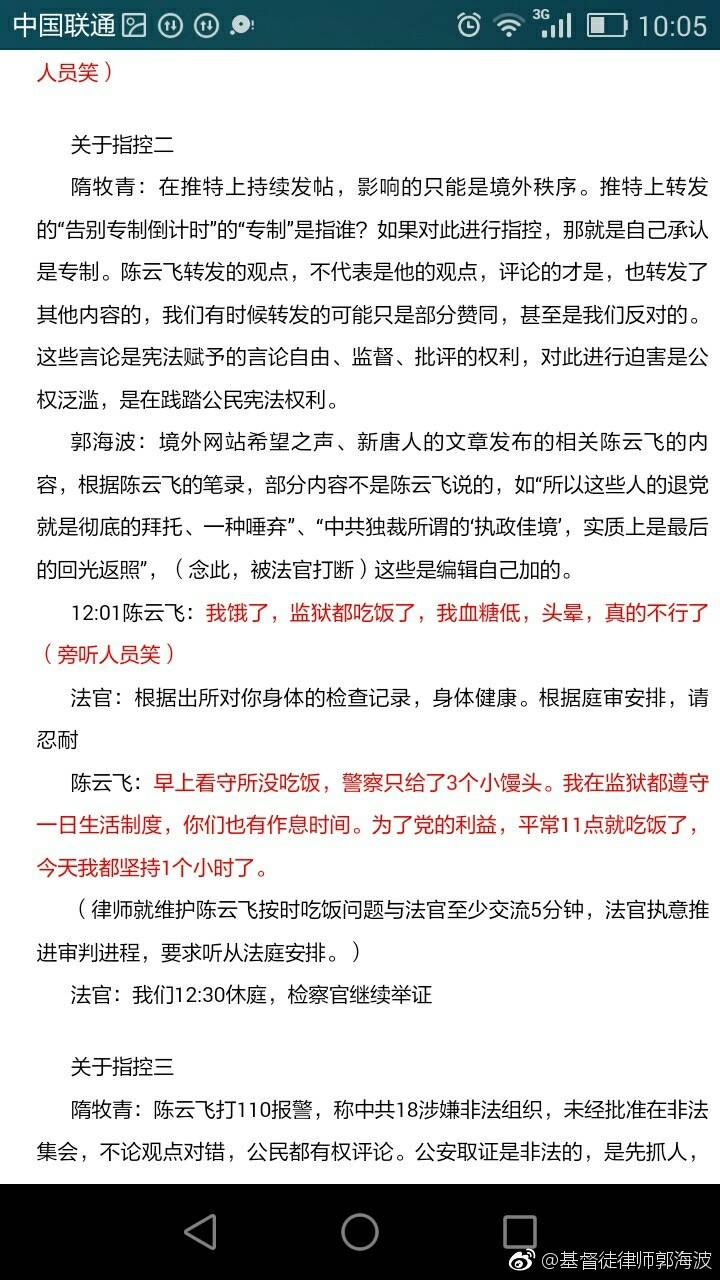 中国联通 3G 10:05
人员笑）
关于指控二
隋牧青：在推特上持续发帖，影响的只能是境外秩序。推特上转发
的“告别专制倒计时”的“专制”是指谁？如果对此进行指控，那就是自己承认
是专制。陈云飞转发的观点，不代表是他的观点，评论的才是，也转发了
其他内容的，我们有时候转发的可能只是部分赞同，甚至是我们反对的。
这些言论是宪法赋予的言论自由、监督、批评的权利，对此进行迫害是公
权泛滥，是在践踏公民宪法权利。
郭海波：境外网站希望之声、新唐人的文章发布的相关陈云飞的内
容，根据陈云飞的笔录，部分内容不是陈云飞说的，如“所以这些人的退党
就是彻底的拜托、一种唾弃”、“中共独裁所谓的‘执政佳境’，实质上是最后
的回光返照”，（念此，被法官打断）这些是编辑自己加的。
12:01陈云飞：我饿了，监狱都吃饭了，我血糖低，头晕，真的不行了
（旁听人员笑）
法官：根据出所对你身体的检查记录，身体健康。根据庭审安排，请
忍耐
陈云飞：早上看守所没吃饭，警察只给了3个小馒头。我在监狱都遵守
一日生活制度，你们也有作息时间。为了党的利益，平常11点就吃饭了，
今天我都坚持1个小时了。
（律师就维护陈云飞按时吃饭问题与法官至少交流5分钟，法官执意推
进审判进程，要求听从法庭安排。）
法官：我们12:30休庭，检察官继续举证
关于指控三
隋牧青：陈云飞打110报警，称中共18涉嫌非法组织，未经批准在非法
集会，不论观点对错，公民都有权评论。公安取证是非法的，是先抓人，
@基督徒律师郭海波